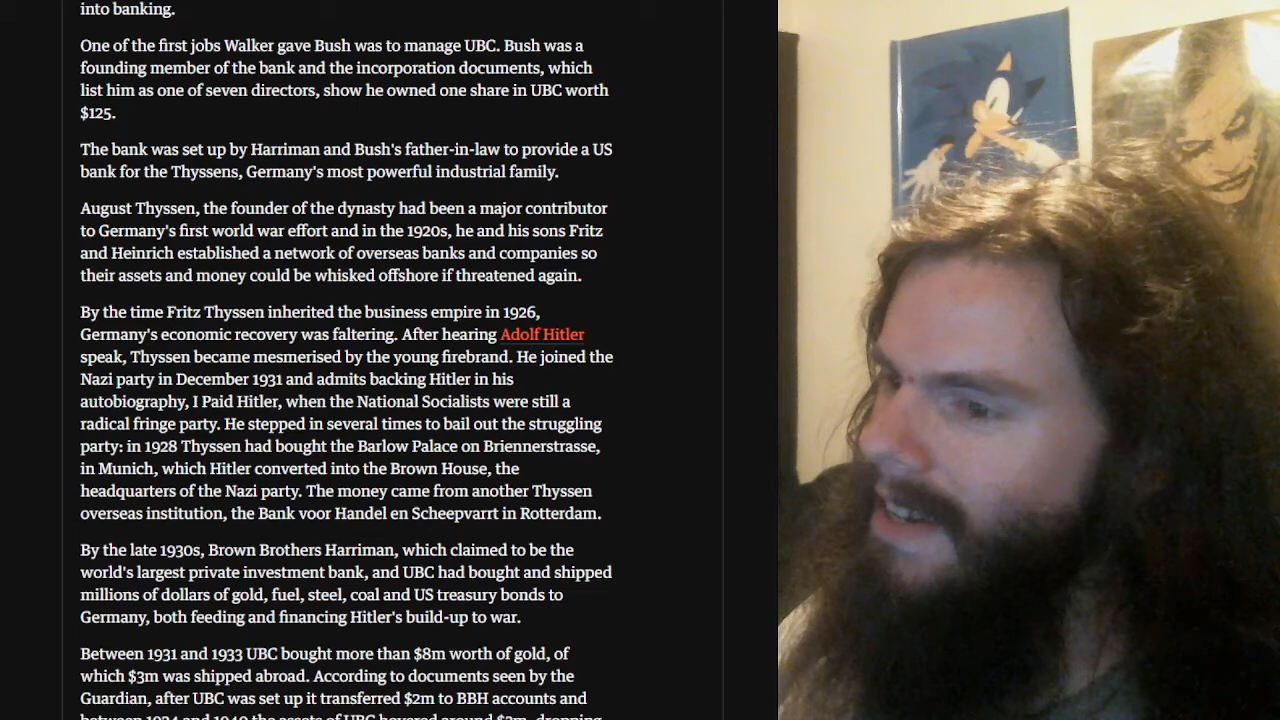 into banking.
One of the first jobs Walker gave Bush was to manage UBC. Bush was a
founding member of the bank and the incorporation documents, which
list him as one of seven directors, show he owned one share in UBC worth
$125.
The bank was set up by Harriman and Bush's father-in-law to provide a US
bank for the Thyssens, Germany's most powerful industrial family.
August Thyssen, the founder of the dynasty had been a major contributor
to Germany's first world war effort and in the 1920s, he and his sons Fritz
and Heinrich established a network of overseas banks and companies so
their assets and money could be whisked offshore if threatened again.
By the time Fritz Thyssen inherited the business empire in 1926,
Germany's economic recovery was faltering. After hearing Adolf Hitler
speak, Thyssen became mesmerised by the young firebrand. He joined the
Nazi party in December 1931 and admits backing Hitler in his
autobiography, I Paid Hitler, when the National Socialists were still a
radical fringe party. He stepped in several times to bail out the struggling
party: in 1928 Thyssen had bought the Barlow Palace on Briennerstrasse,
in Munich, which Hitler converted into the Brown House, the
headquarters of the Nazi party. The money came from another Thyssen
overseas institution, the Bank voor Handel en Scheepvarrt in Rotterdam.
By the late 1930s, Brown Brothers Harriman, which claimed to be the
world's largest private investment bank, and UBC had bought and shipped
millions of dollars of gold, fuel, steel, coal and US treasury bonds to
Germany, both feeding and financing Hitler's build-up to war.
Between 1931 and 1933 UBC bought more than $8m worth of gold, of
which $3m was shipped abroad. According to documents seen by the
Guardian, after UBC was set up it transferred $2m to BBH accounts and
between 1924 and 1940 the assets of UBC hovered around $3m, dropping